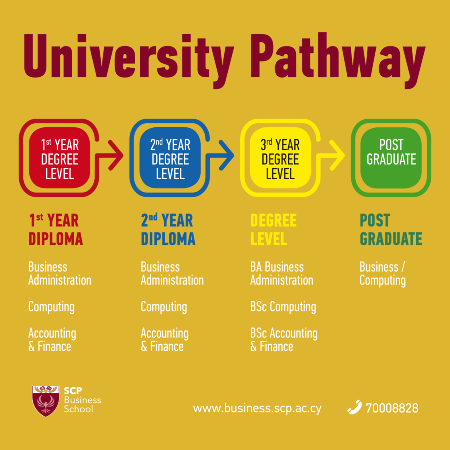 University Pathway
1st YEAR
DEGREE
LEVEL
2nd YEAR
DEGREE
LEVEL
3rd YEAR
DEGREE
LEVEL
POST
GRADUATE
1st YEAR
DIPLOMA
Business
Administration
Computing
Accounting
& Finance
2nd YEAR
DIPLOMA
Business
Administration
Computing
Accounting
& Finance
DEGREE
LEVEL
BA Business
Administration
BSc Computing
BSc Accounting
& Finance
POST
GRADUATE
Business /
Computing
SCP
Business
School
www.business.scp.ac.cy
70008828